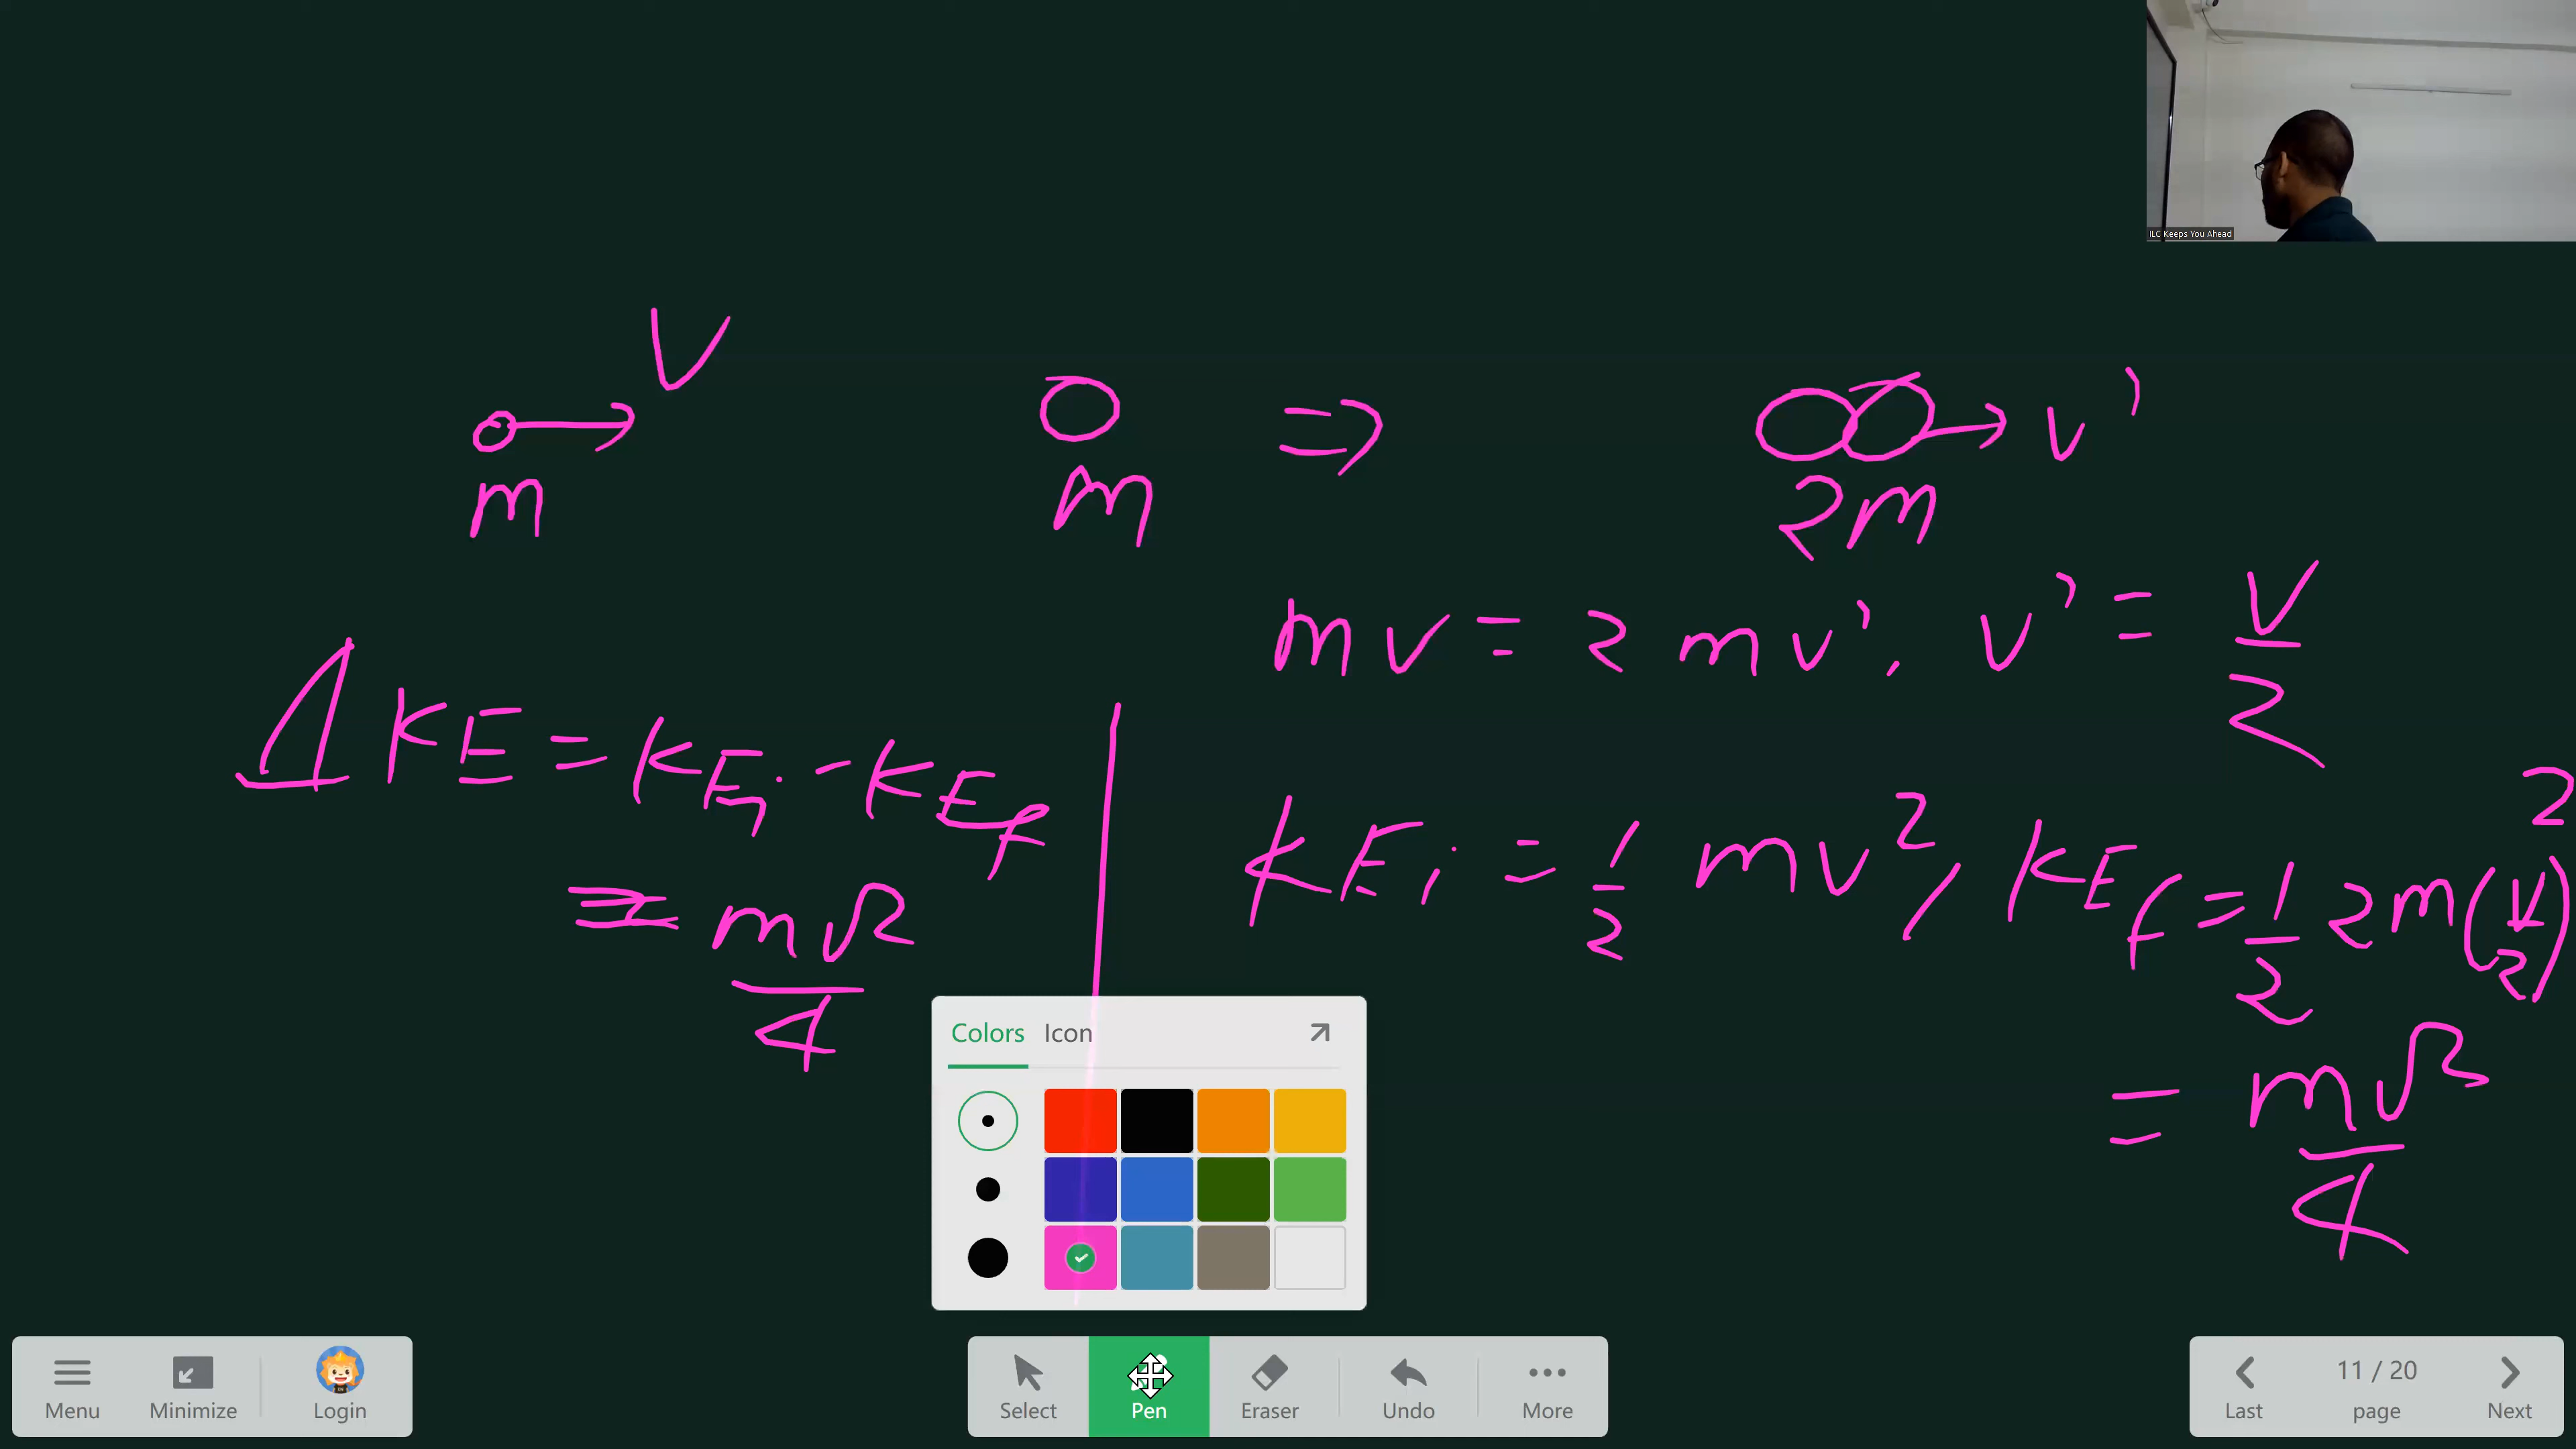 ILC Keeps You Ahead
V
m m ⇒ 2m v'
mv = 2mv', v' = V/2
ΔKE = KEi - KEf
= mv²/4
KEi = 1/2 mv², KEf = 1/2 2m(V/2)²
= mv²/4
Colors Icon
Menu Minimize Login
Select Pen Eraser Undo More
11 / 20
Last page Next